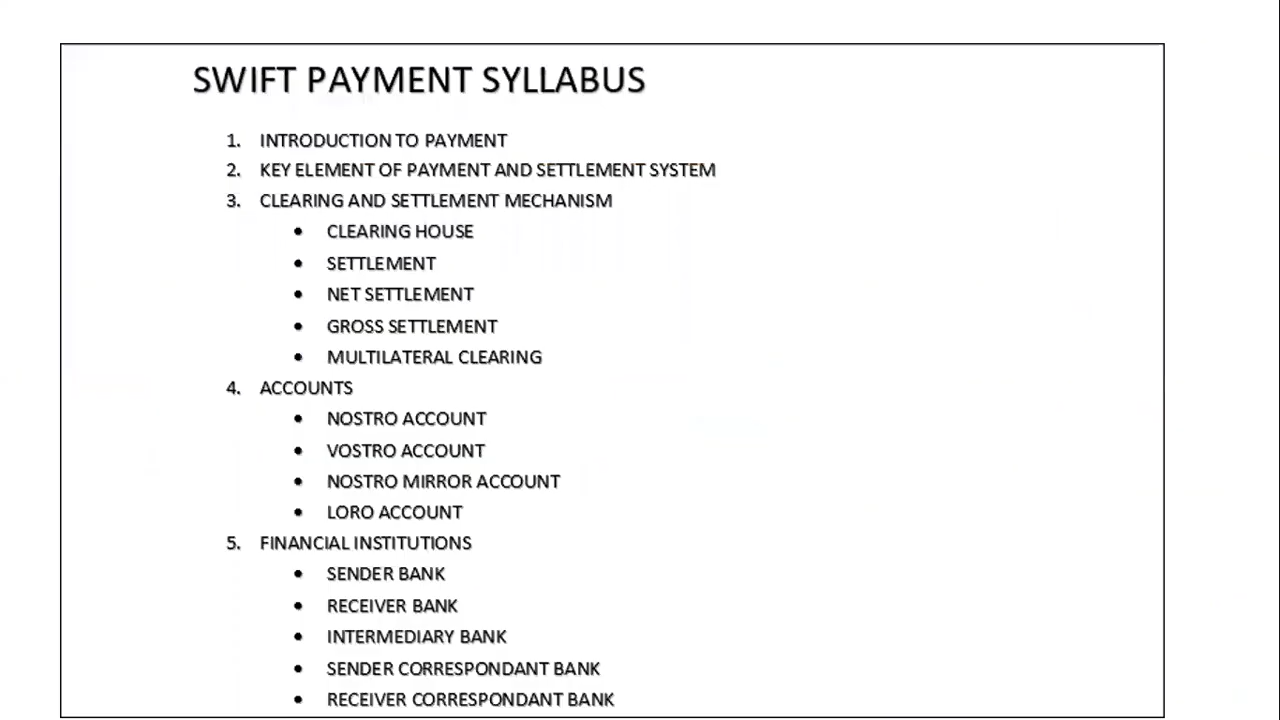 SWIFT PAYMENT SYLLABUS
1. INTRODUCTION TO PAYMENT
2. KEY ELEMENT OF PAYMENT AND SETTLEMENT SYSTEM
3. CLEARING AND SETTLEMENT MECHANISM
• CLEARING HOUSE
• SETTLEMENT
• NET SETTLEMENT
• GROSS SETTLEMENT
• MULTILATERAL CLEARING
4. ACCOUNTS
• NOSTRO ACCOUNT
• VOSTRO ACCOUNT
• NOSTRO MIRROR ACCOUNT
• LORO ACCOUNT
5. FINANCIAL INSTITUTIONS
• SENDER BANK
• RECEIVER BANK
• INTERMEDIARY BANK
• SENDER CORRESPONDANT BANK
• RECEIVER CORRESPONDANT BANK